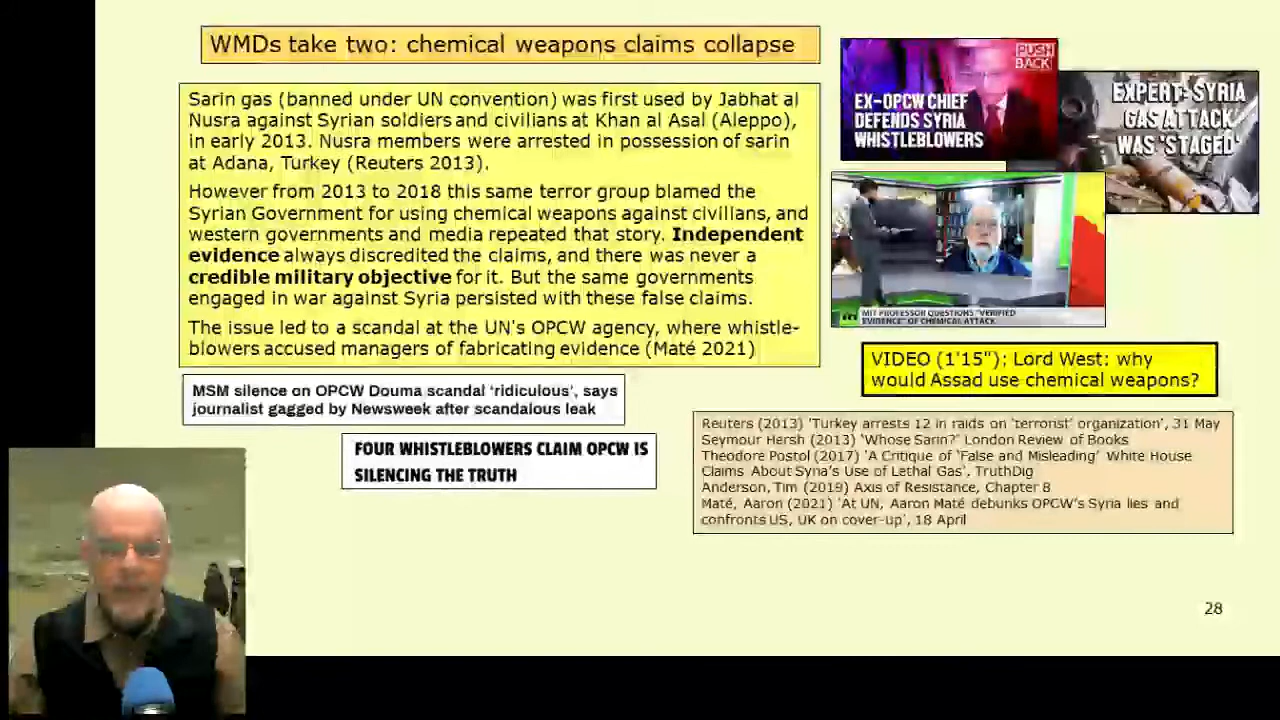 WMDs take two: chemical weapons claims collapse
Sarin gas (banned under UN convention) was first used by Jabhat al
Nusra against Syrian soldiers and civilians at Khan al Asal (Aleppo),
in early 2013. Nusra members were arrested in possession of sarin
at Adana, Turkey (Reuters 2013).
However from 2013 to 2018 this same terror group blamed the
Syrian Government for using chemical weapons against civilians, and
western governments and media repeated that story. Independent
evidence always discredited the claims, and there was never a
credible military objective for it. But the same governments
engaged in war against Syria persisted with these false claims.
The issue led to a scandal at the UN's OPCW agency, where whistle-
blowers accused managers of fabricating evidence (Maté 2021)
MSM silence on OPCW Douma scandal 'ridiculous', says
journalist gagged by Newsweek after scandalous leak
FOUR WHISTLEBLOWERS CLAIM OPCW IS
SILENCING THE TRUTH
PUSH
BACK
EX-OPCW CHIEF
DEFENDS SYRIA
WHISTLEBLOWERS
EXPERT: SYRIA
GAS ATTACK
WAS 'STAGED'
RT
MIT PROFESSOR QUESTIONS "VERIFIED
EVIDENCE" OF CHEMICAL ATTACK
VIDEO (1'15"); Lord West: why
would Assad use chemical weapons?
Reuters (2013) 'Turkey arrests 12 in raids on 'terrorist' organization', 31 May
Seymour Hersh (2013) 'Whose Sarin?' London Review of Books
Theodore Postol (2017) 'A Critique of 'False and Misleading' White House
Claims About Syria's Use of Lethal Gas', TruthDig
Anderson, Tim (2019) Axis of Resistance, Chapter 8
Maté, Aaron (2021) 'At UN, Aaron Maté debunks OPCW's Syria lies and
confronts US, UK on cover-up', 18 April
28